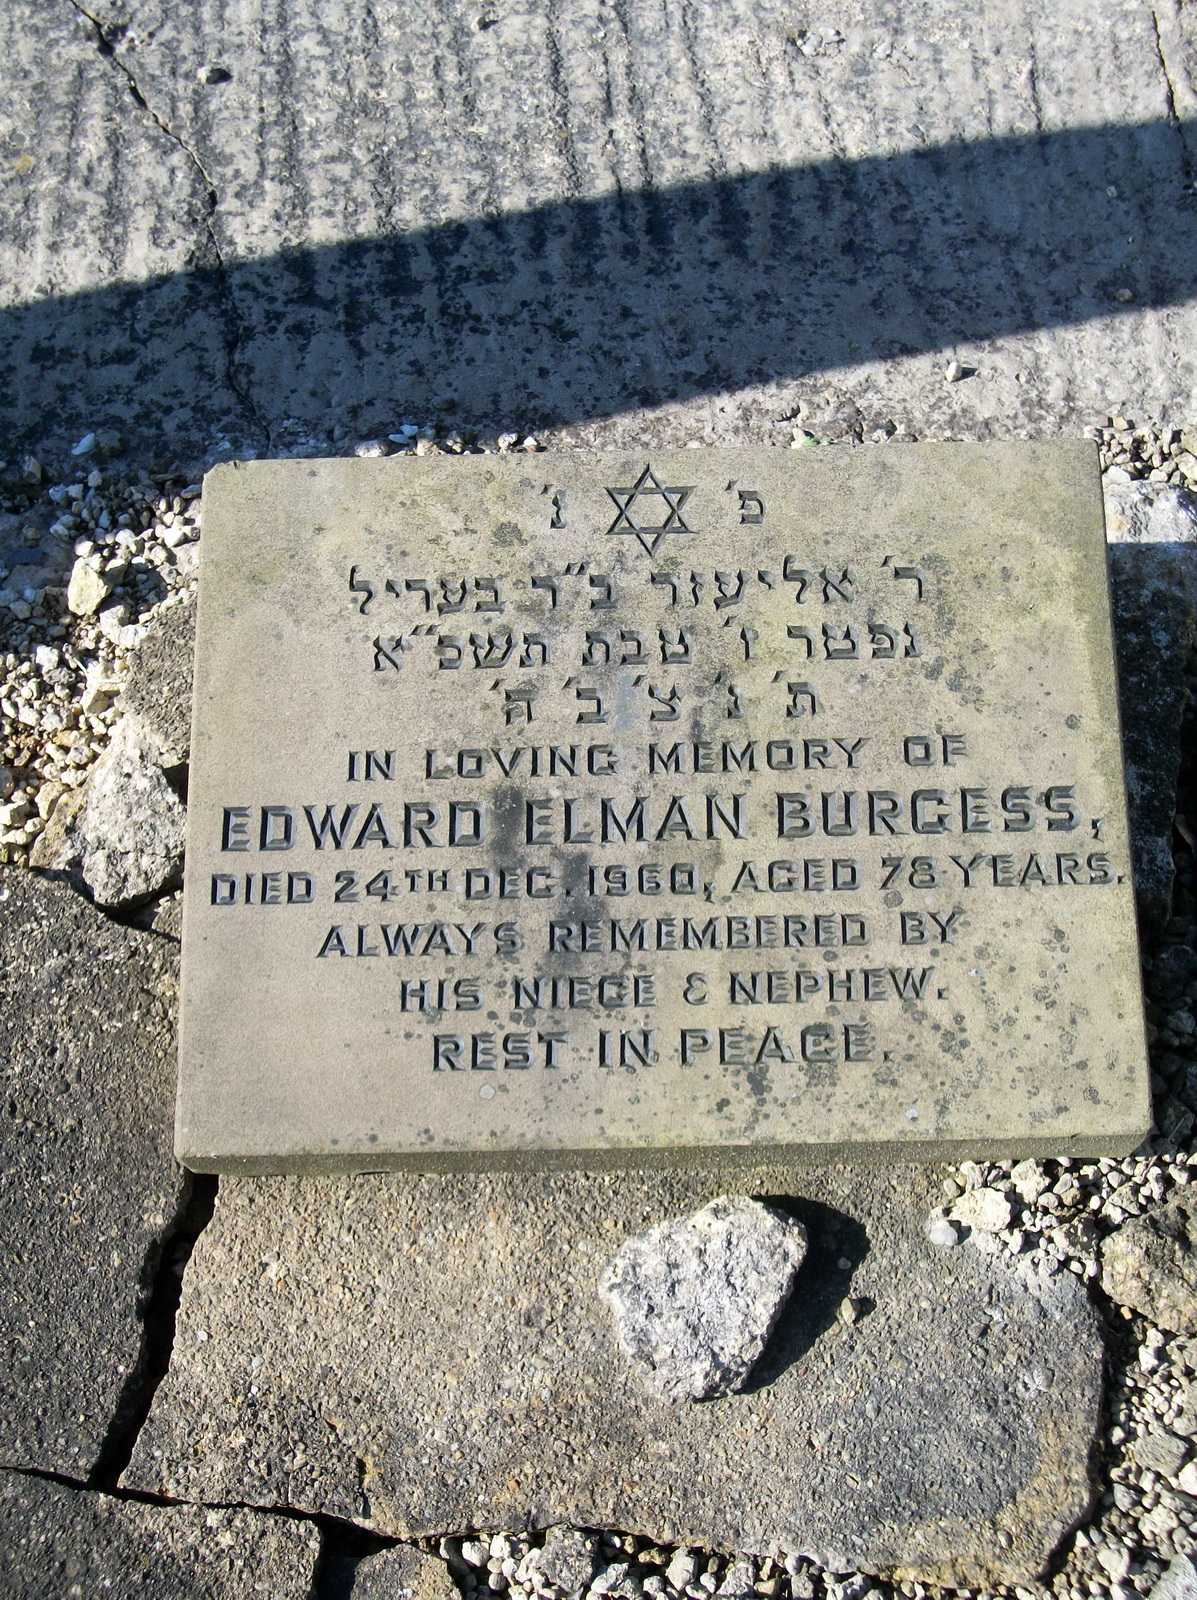 פ׳ נ׳
ר׳ אליעזר ב״ר בעריל
נפטר ז׳ טבת תשכ״א
ת׳ נ׳ צ׳ ב׳ ה׳
IN LOVING MEMORY OF
EDWARD ELMAN BURGESS,
DIED 24TH DEC. 1960, AGED 78 YEARS.
ALWAYS REMEMBERED BY
HIS NIECE & NEPHEW.
REST IN PEACE.